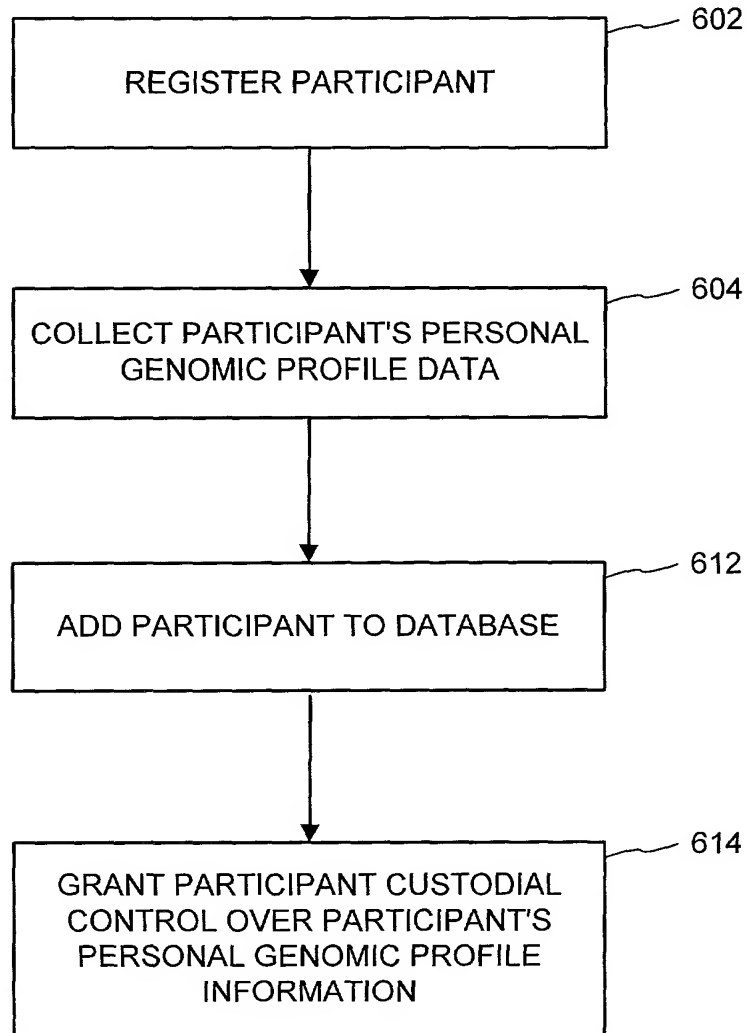 602
REGISTER PARTICIPANT
604
COLLECT PARTICIPANT'S PERSONAL
GENOMIC PROFILE DATA
612
ADD PARTICIPANT TO DATABASE
614
GRANT PARTICIPANT CUSTODIAL
CONTROL OVER PARTICIPANT'S
PERSONAL GENOMIC PROFILE
INFORMATION